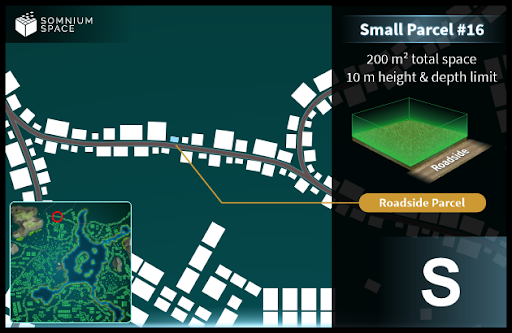 SOMNIUM
SPACE
Small Parcel #16
200 m² total space
10 m height & depth limit
Roadside
Roadside Parcel
S